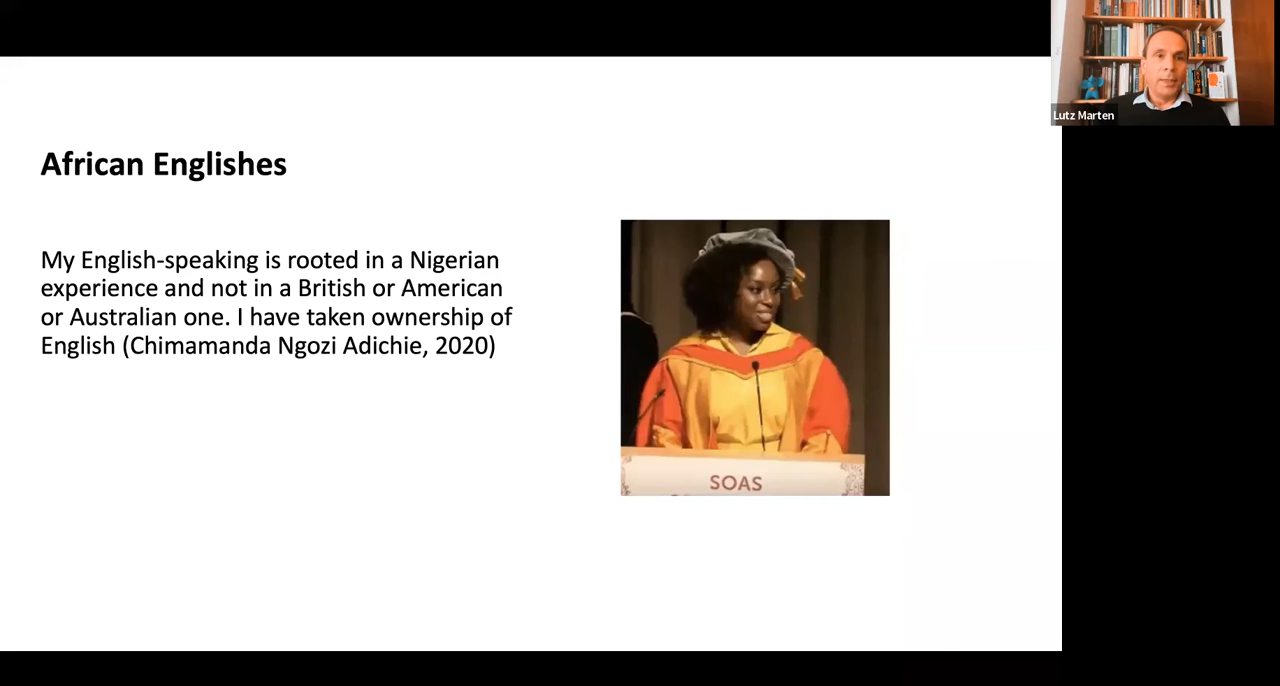 African Englishes
My English-speaking is rooted in a Nigerian
experience and not in a British or American
or Australian one. I have taken ownership of
English (Chimamanda Ngozi Adichie, 2020)
SOAS
Lutz Marten